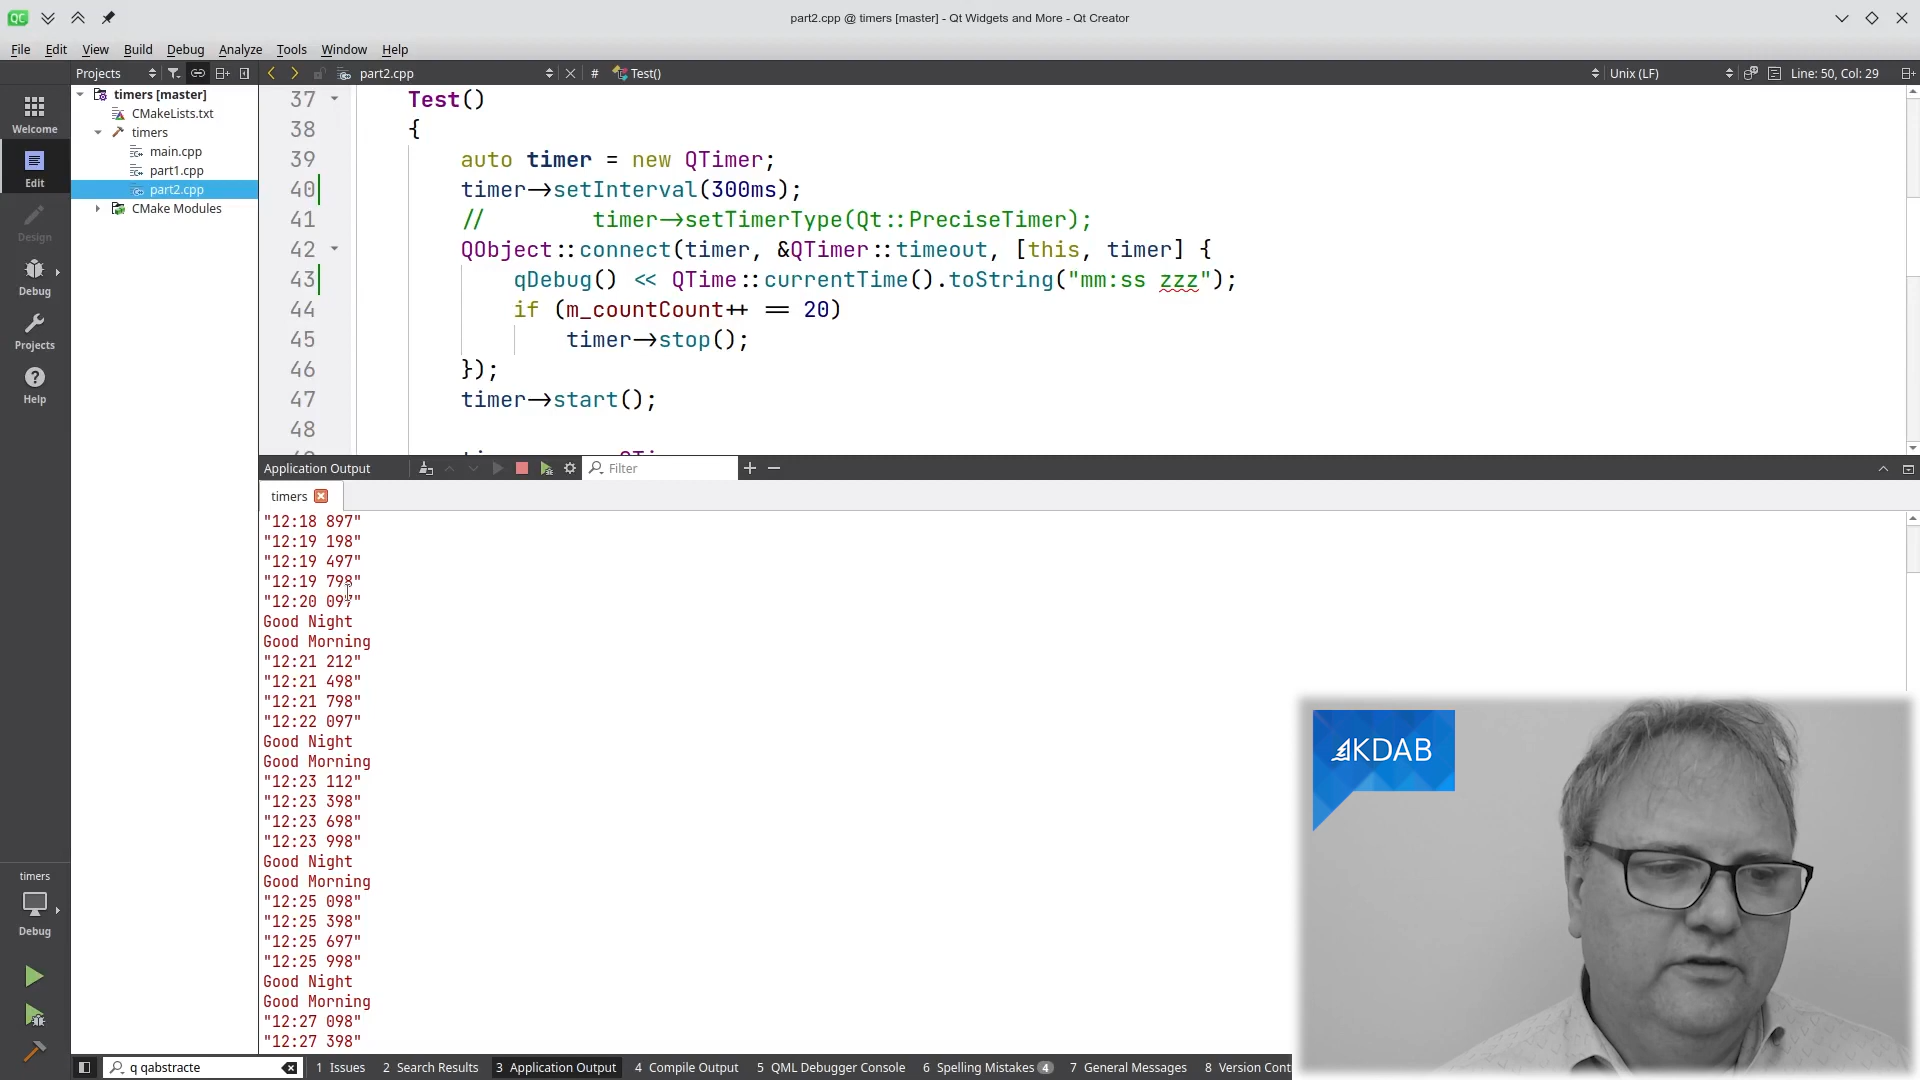 part2.cpp @ timers [master] - Qt Widgets and More - Qt Creator
File Edit View Build Debug Analyze Tools Window Help
Projects part2.cpp # Test() Unix (LF) Line: 50, Col: 29
Welcome
Edit
Design
Debug
Projects
Help
timers
Debug
timers [master]
CMakeLists.txt
timers
main.cpp
part1.cpp
part2.cpp
CMake Modules
37 Test()
38 {
39 auto timer = new QTimer;
40 timer->setInterval(300ms);
41 // timer->setTimerType(Qt::PreciseTimer);
42 QObject::connect(timer, &QTimer::timeout, [this, timer] {
43 qDebug() << QTime::currentTime().toString("mm:ss zzz");
44 if (m_countCount++ == 20)
45 timer->stop();
46 });
47 timer->start();
48
Application Output Filter
timers
"12:18 897"
"12:19 198"
"12:19 497"
"12:19 798"
"12:20 097"
Good Night
Good Morning
"12:21 212"
"12:21 498"
"12:21 798"
"12:22 097"
Good Night
Good Morning
"12:23 112"
"12:23 398"
"12:23 698"
"12:23 998"
Good Night
Good Morning
"12:25 098"
"12:25 398"
"12:25 697"
"12:25 998"
Good Night
Good Morning
"12:27 098"
"12:27 398"
KDAB
q qabstracte 1 Issues 2 Search Results 3 Application Output 4 Compile Output 5 QML Debugger Console 6 Spelling Mistakes 4 7 General Messages 8 Version Cont